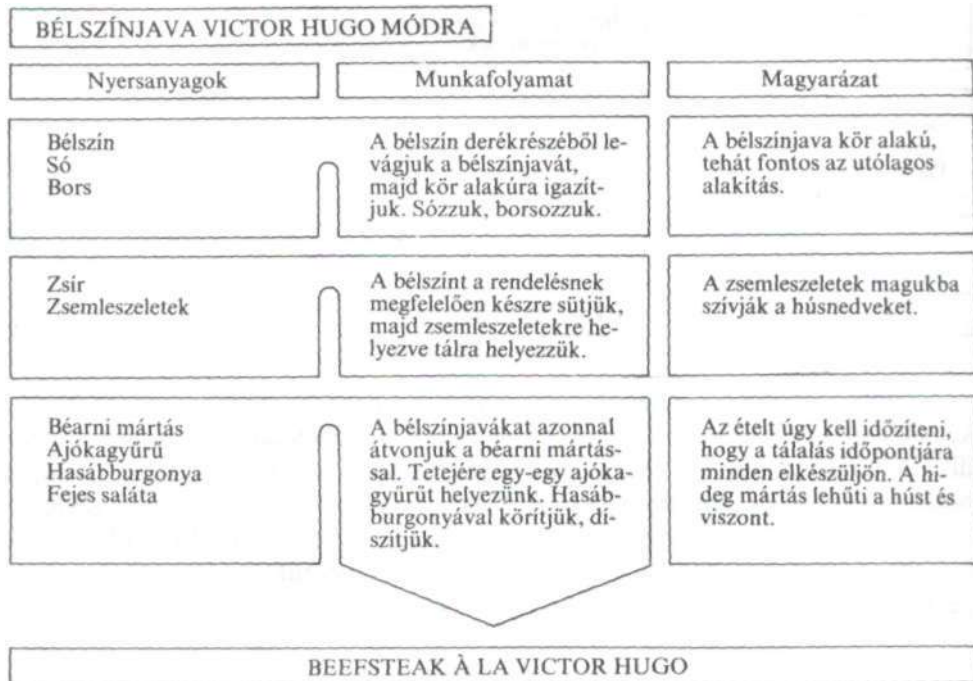 BÉLSZÍNJAVA VICTOR HUGO MÓDRA
Nyersanyagok
Munkafolyamat
Magyarázat
Bélszín
Só
Bors
A bélszín derékrészéből le-
vágjuk a bélszínjavát,
majd kör alakúra igazít-
juk. Sózzuk, borsozzuk.
A bélszínjava kör alakú,
tehát fontos az utólagos
alakítás.
Zsír
Zsemleszeletek
A bélszínt a rendelésnek
megfelelően készre sütjük,
majd zsemleszeletekre he-
lyezve tálra helyezzük.
A zsemleszeletek magukba
szívják a húsnedveket.
Béarni mártás
Ajókagyűrű
Hasábburgonya
Fejes saláta
A bélszínjavákat azonnal
átvonjuk a béarni mártás-
sal. Tetejére egy-egy ajóka-
gyűrűt helyezünk. Hasáb-
burgonyával körítjük, dí-
szítjük.
Az ételt úgy kell időzíteni,
hogy a tálalás időpontjára
minden elkészüljön. A hi-
deg mártás lehűti a húst és
viszont.
BEEFSTEAK À LA VICTOR HUGO